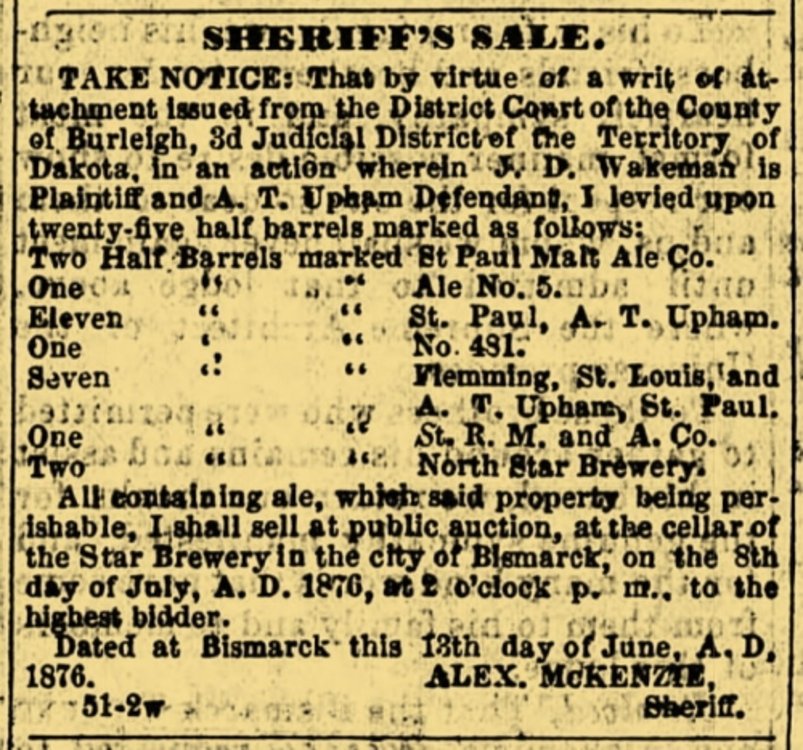 SHERIFF'S SALE.
TAKE NOTICE: That by virtue of a writ of at-
tachment issued from the District Court of the County
of Burleigh, 3d Judicial District of the Territory of
Dakota, in an action wherein J. D. Wakeman is
Plaintiff and A. T. Upham Defendant, I levied upon
twenty-five half barrels marked as follows:
Two Half Barrels marked St Paul Malt Ale Co.
One " " Ale No. 5.
Eleven " " St. Paul, A. T. Upham.
One " " No. 481.
Seven " " Flemming, St. Louis, and
A. T. Upham, St. Paul.
One " " St. R. M. and A. Co.
Two " " North Star Brewery.
All containing ale, which said property being per-
ishable, I shall sell at public auction, at the cellar of
the Star Brewery in the city of Bismarck, on the 8th
day of July, A. D. 1876, at 2 o'clock p. m., to the
highest bidder.
Dated at Bismarck this 13th day of June, A. D.
1876. ALEX. McKENZIE,
51-2w Sheriff.